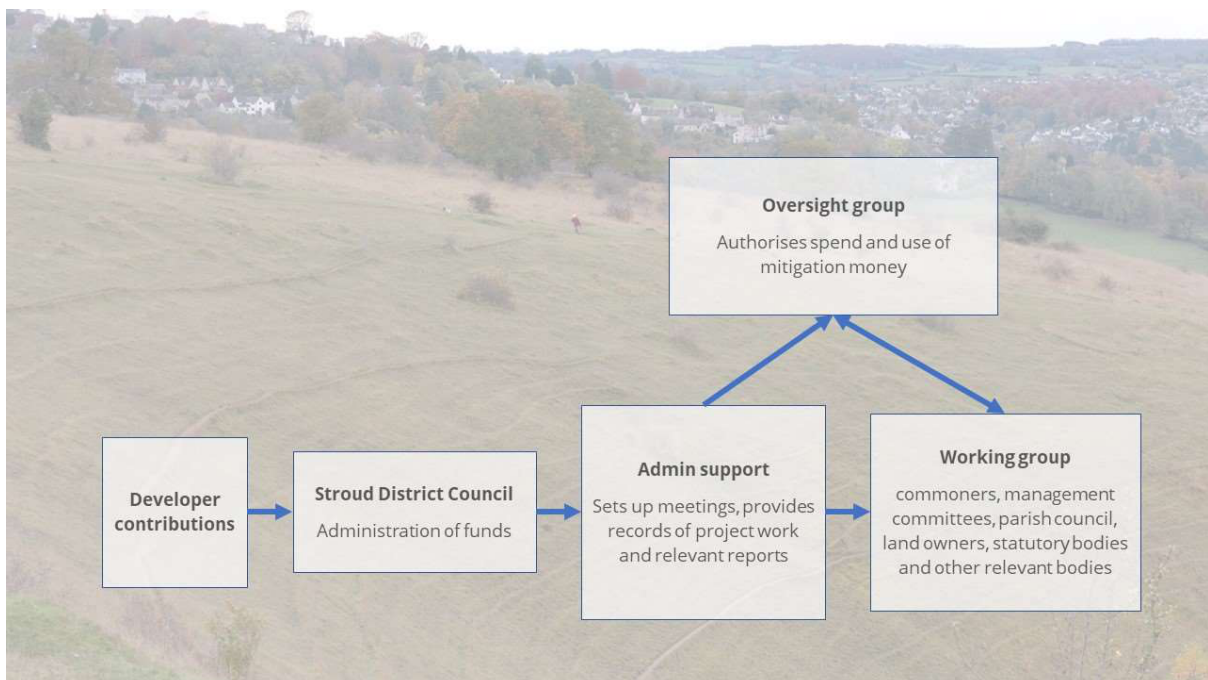 Oversight group
Authorises spend and use of
mitigation money
Developer
contributions
Stroud District Council
Administration of funds
Admin support
Sets up meetings, provides
records of project work
and relevant reports
Working group
commoners, management
committees, parish council,
land owners, statutory bodies
and other relevant bodies